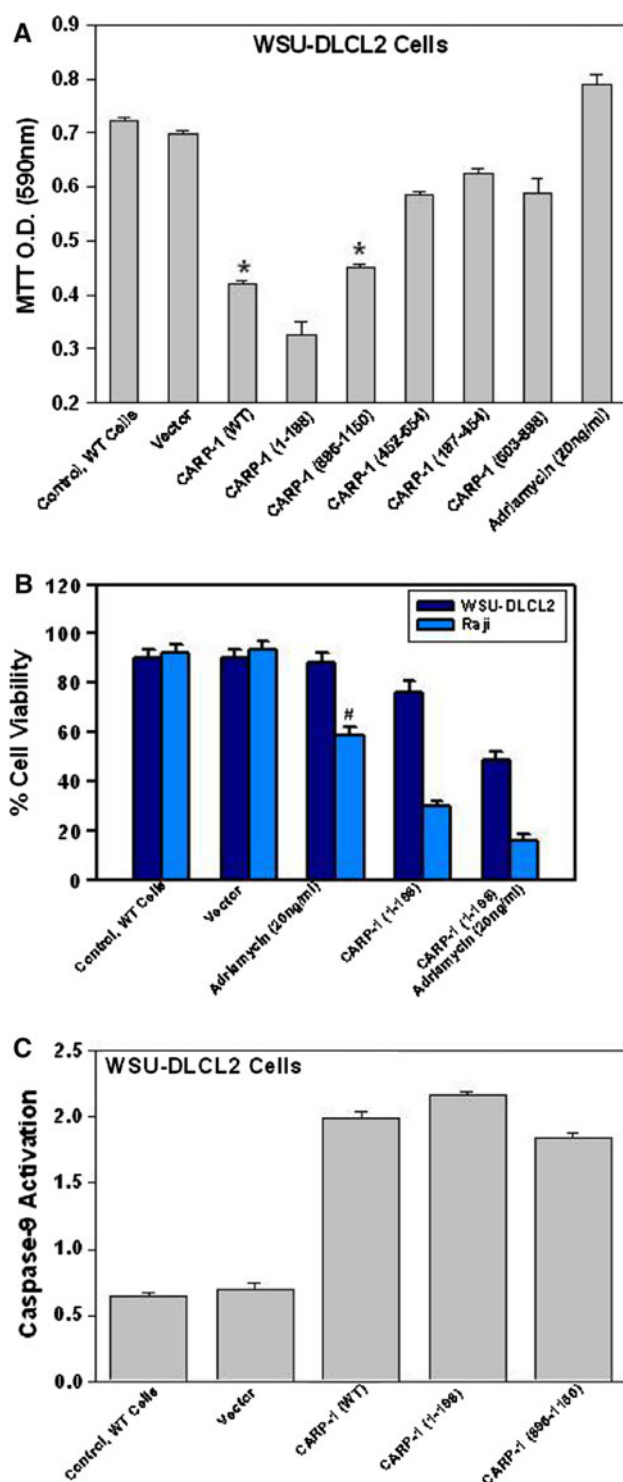 A
WSU-DLCL2 Cells
MTT O.D. (590nm)
0.9
0.8
0.7
0.6
0.5
0.4
0.3
0.2
*
*
Control, WT Cells
Vector
CARP-1 (WT)
CARP-1 (1-198)
CARP-1 (896-1150)
CARP-1 (452-654)
CARP-1 (197-454)
CARP-1 (603-898)
Adriamycin (20ng/ml)
B
% Cell Viability
120
100
80
60
40
20
0
WSU-DLCL2
Raji
#
Control, WT Cells
Vector
Adriamycin (20ng/ml)
CARP-1 (1-198)
CARP-1 (1-198)
Adriamycin (20ng/ml)
C
WSU-DLCL2 Cells
Caspase-9 Activation
2.5
2.0
1.5
1.0
0.5
0.0
Control, WT Cells
Vector
CARP-1 (WT)
CARP-1 (1-198)
CARP-1 (896-1150)